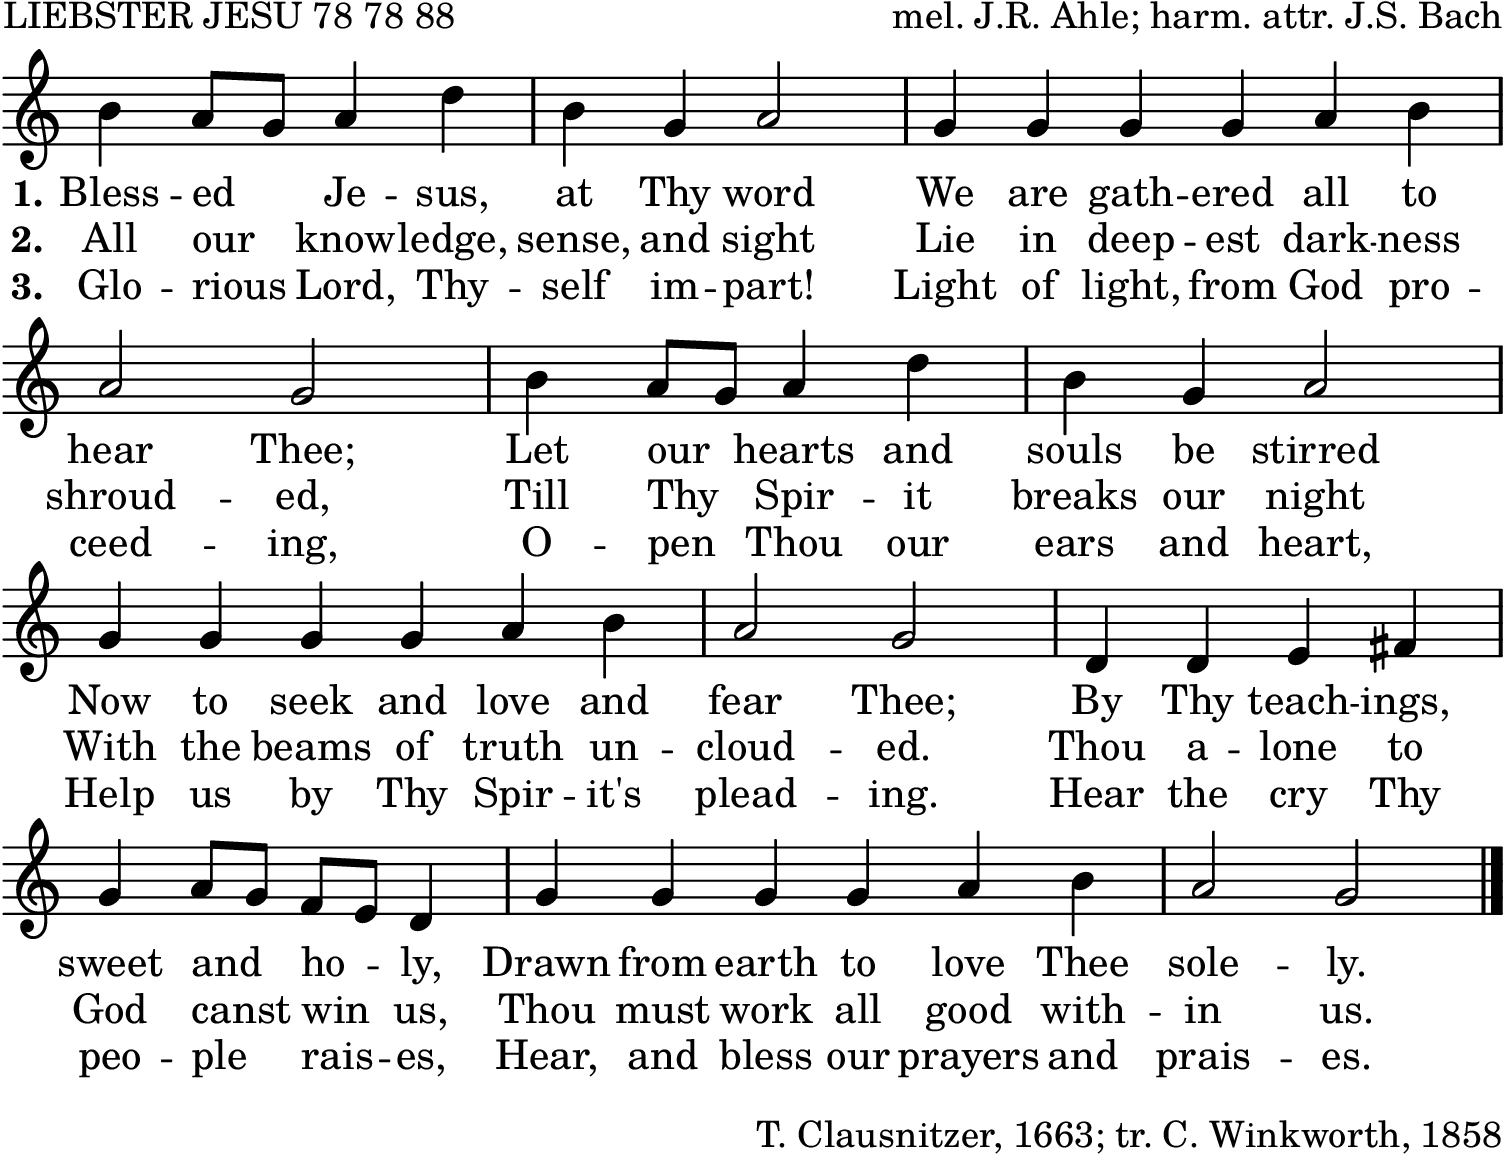 LIEBSTER JESU 78 78 88 mel. J.R. Ahle; harm. attr. J.S. Bach
1. Bless - ed Je - sus, at Thy word We are gath - ered all to
2. All our know - ledge, sense, and sight Lie in deep - est dark - ness
3. Glo - rious Lord, Thy - self im - part! Light of light, from God pro -
hear Thee; Let our hearts and souls be stirred
shroud - ed, Till Thy Spir - it breaks our night
ceed - ing, O - pen Thou our ears and heart,
Now to seek and love and fear Thee; By Thy teach - ings,
With the beams of truth un - cloud - ed. Thou a - lone to
Help us by Thy Spir - it's plead - ing. Hear the cry Thy
sweet and ho - ly, Drawn from earth to love Thee sole - ly.
God canst win us, Thou must work all good with - in us.
peo - ple rais - es, Hear, and bless our prayers and prais - es.
T. Clausnitzer, 1663; tr. C. Winkworth, 1858